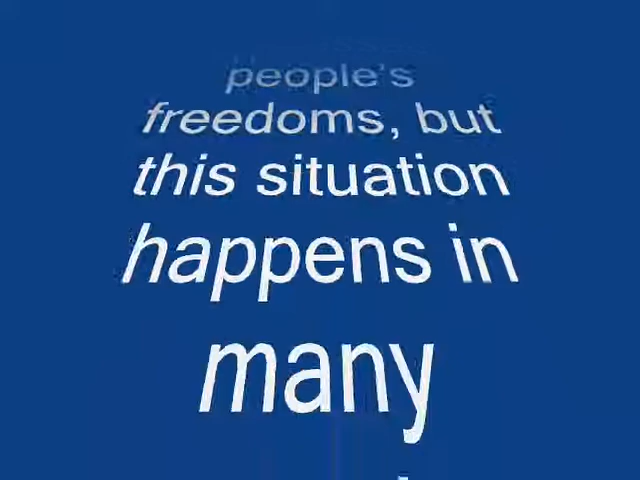 people's
freedoms, but
this situation
happens in
many